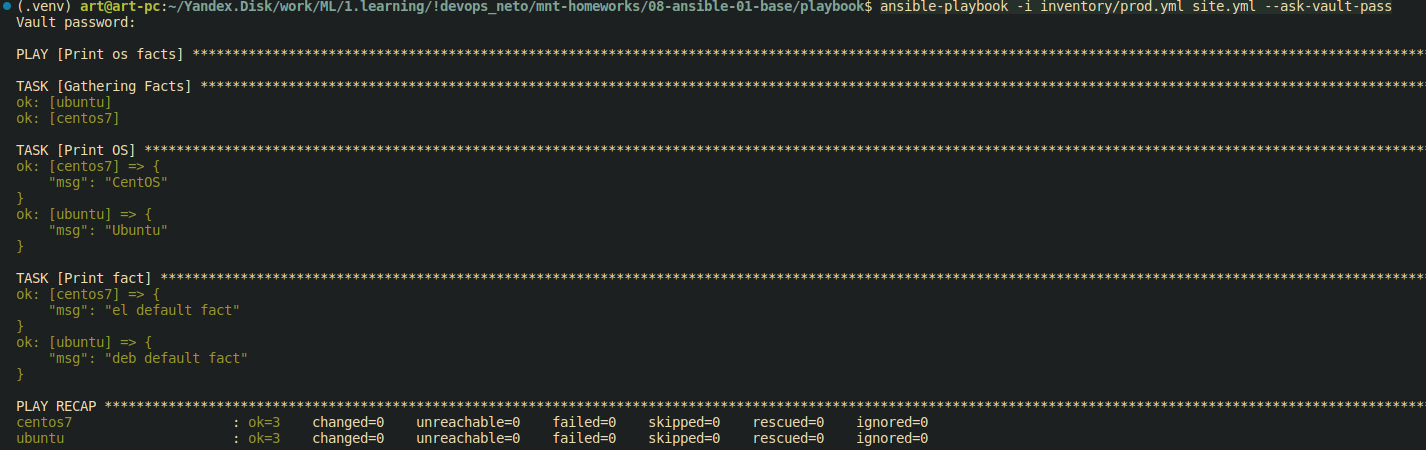 (.venv) art@art-pc:~/Yandex.Disk/work/ML/1.learning/!devops_neto/mnt-homeworks/08-ansible-01-base/playbook$ ansible-playbook -i inventory/prod.yml site.yml --ask-vault-pass
Vault password:
PLAY [Print os facts] ****************************************************************************************************************************************************************
TASK [Gathering Facts] ***************************************************************************************************************************************************************
ok: [ubuntu]
ok: [centos7]
TASK [Print OS] **********************************************************************************************************************************************************************
ok: [centos7] => {
    "msg": "CentOS"
}
ok: [ubuntu] => {
    "msg": "Ubuntu"
}
TASK [Print fact] ********************************************************************************************************************************************************************
ok: [centos7] => {
    "msg": "el default fact"
}
ok: [ubuntu] => {
    "msg": "deb default fact"
}
PLAY RECAP ***************************************************************************************************************************************************************************
centos7                    : ok=3    changed=0    unreachable=0    failed=0    skipped=0    rescued=0    ignored=0
ubuntu                     : ok=3    changed=0    unreachable=0    failed=0    skipped=0    rescued=0    ignored=0